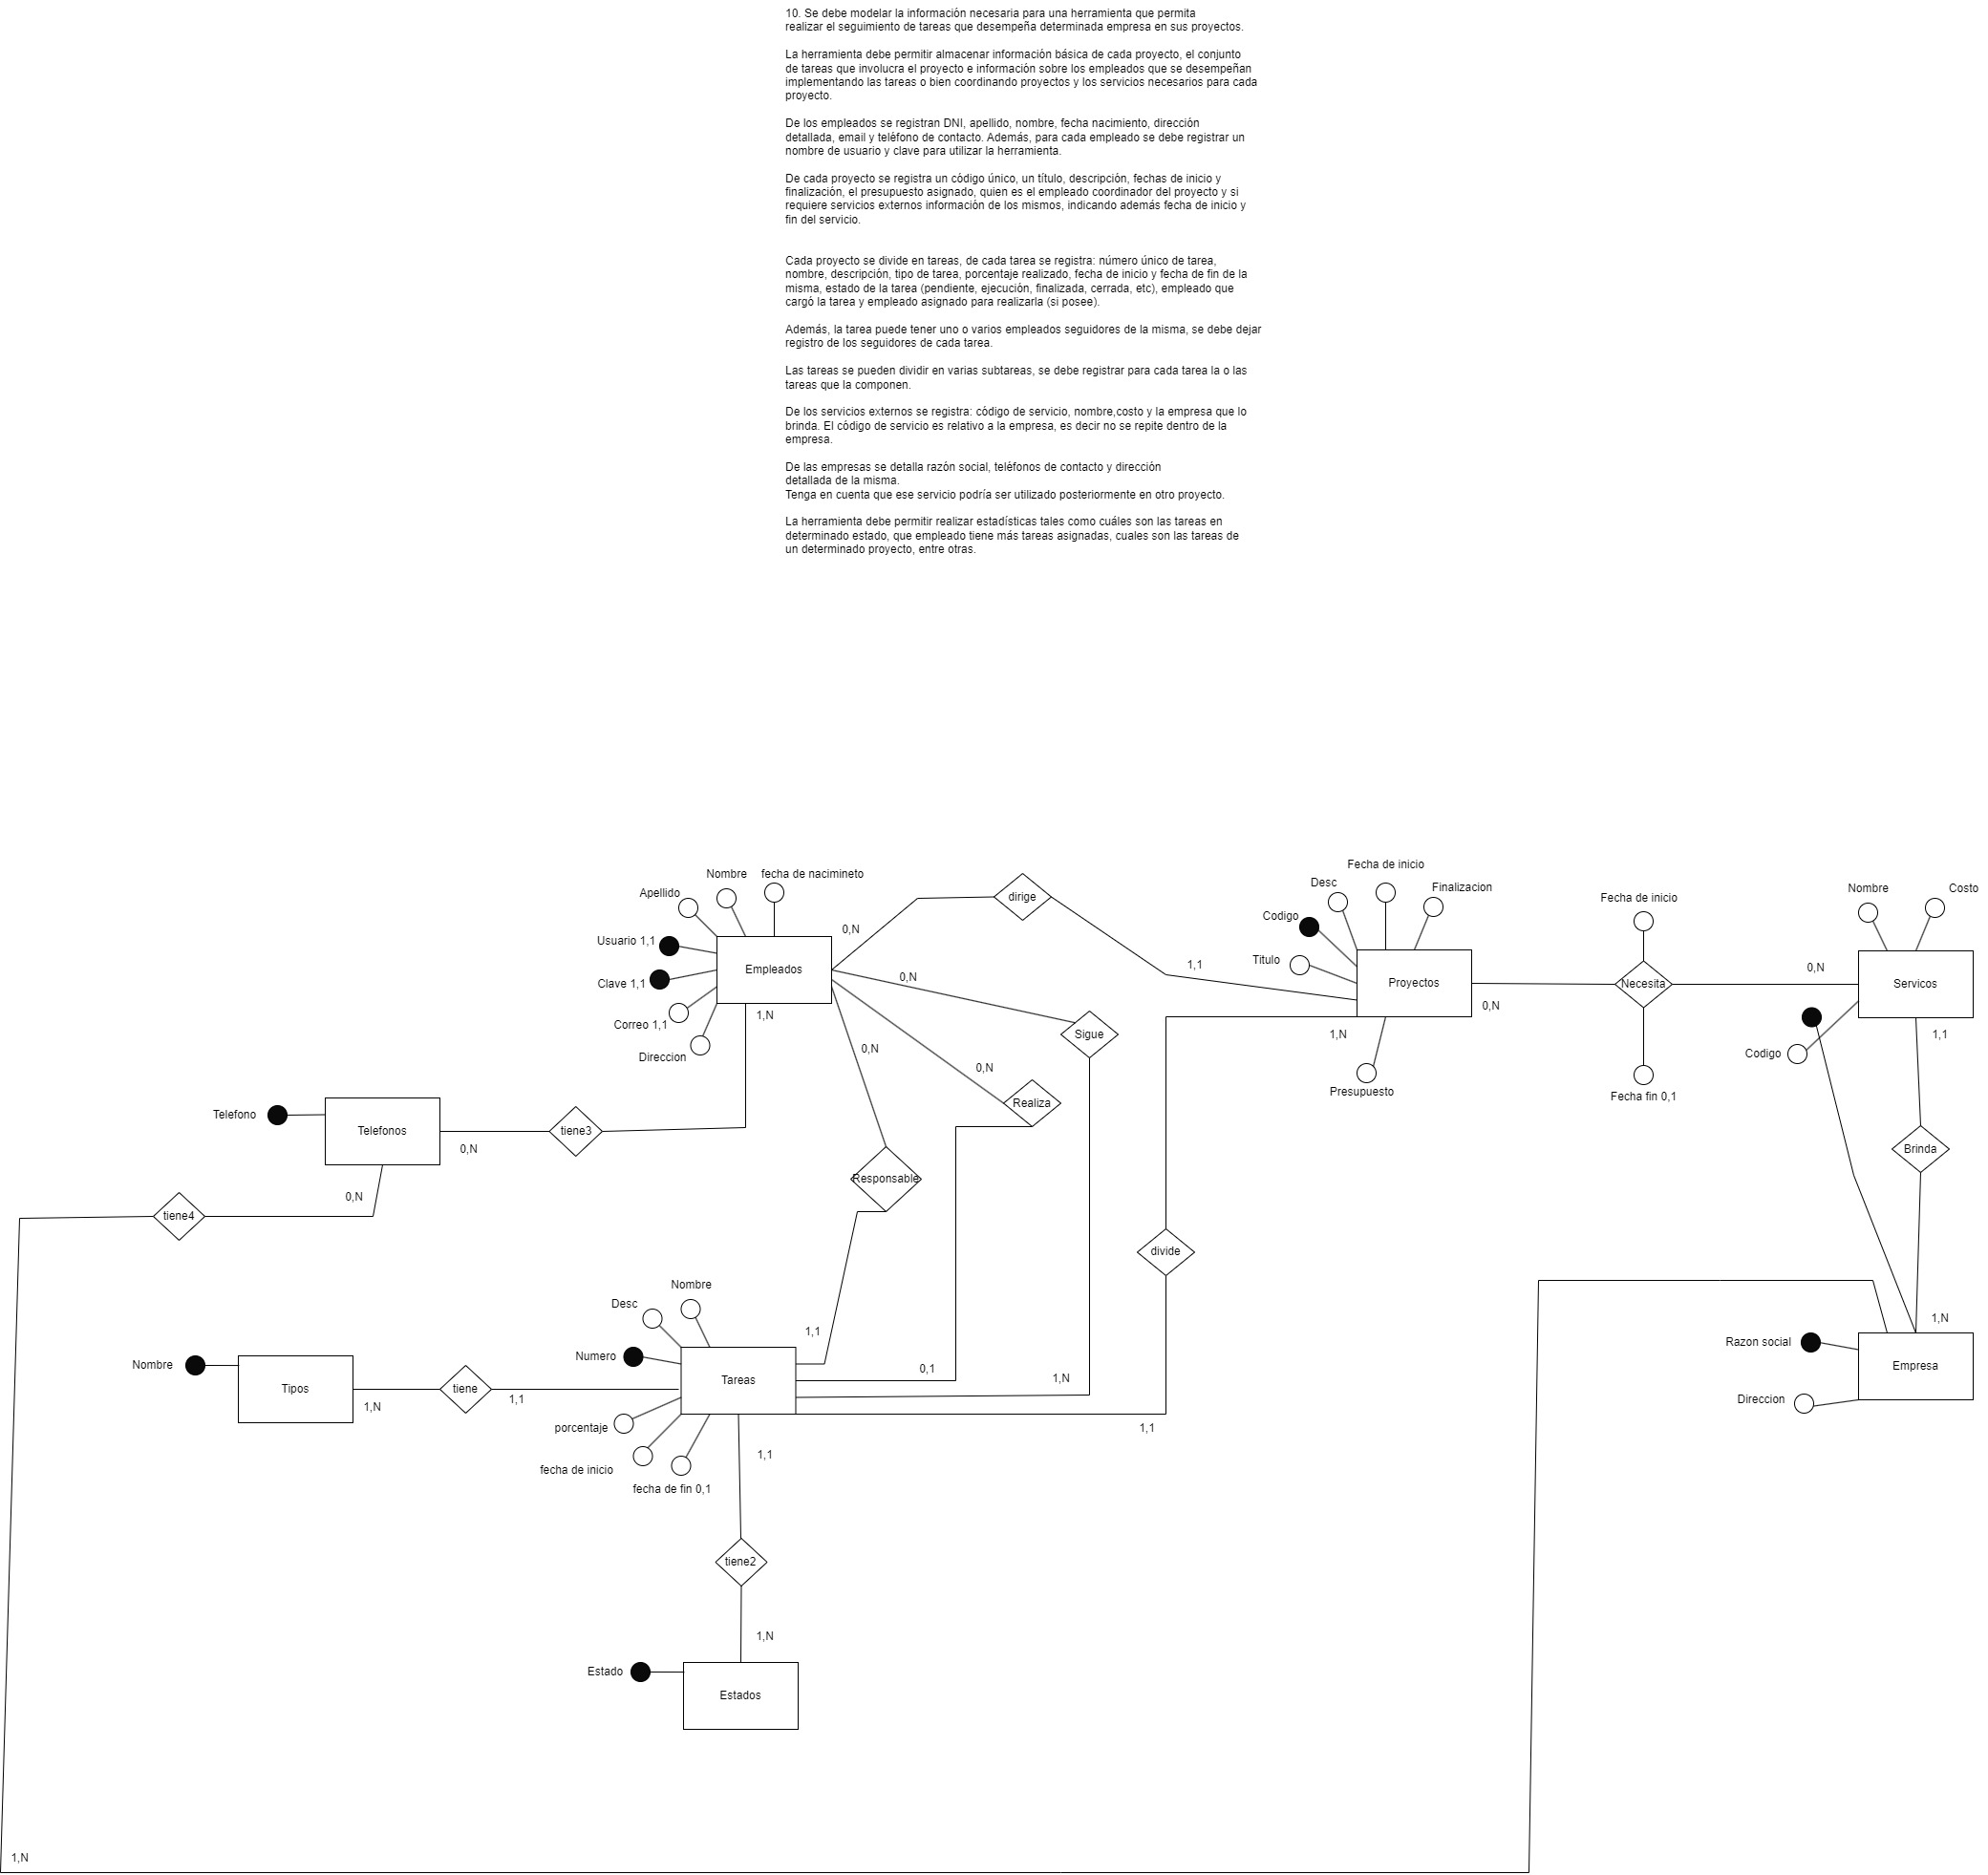 10. Se debe modelar la información necesaria para una herramienta que permita
realizar el seguimiento de tareas que desempeña determinada empresa en sus proyectos.
La herramienta debe permitir almacenar información básica de cada proyecto, el conjunto
de tareas que involucra el proyecto e información sobre los empleados que se desempeñan
implementando las tareas o bien coordinando proyectos y los servicios necesarios para cada
proyecto.
De los empleados se registran DNI, apellido, nombre, fecha nacimiento, dirección
detallada, email y teléfono de contacto. Además, para cada empleado se debe registrar un
nombre de usuario y clave para utilizar la herramienta.
De cada proyecto se registra un código único, un título, descripción, fechas de inicio y
finalización, el presupuesto asignado, quien es el empleado coordinador del proyecto y si
requiere servicios externos información de los mismos, indicando además fecha de inicio y
fin del servicio.
Cada proyecto se divide en tareas, de cada tarea se registra: número único de tarea,
nombre, descripción, tipo de tarea, porcentaje realizado, fecha de inicio y fecha de fin de la
misma, estado de la tarea (pendiente, ejecución, finalizada, cerrada, etc), empleado que
cargó la tarea y empleado asignado para realizarla (si posee).
Además, la tarea puede tener uno o varios empleados seguidores de la misma, se debe dejar
registro de los seguidores de cada tarea.
Las tareas se pueden dividir en varias subtareas, se debe registrar para cada tarea la o las
tareas que la componen.
De los servicios externos se registra: código de servicio, nombre,costo y la empresa que lo
brinda. El código de servicio es relativo a la empresa, es decir no se repite dentro de la
empresa.
De las empresas se detalla razón social, teléfonos de contacto y dirección
detallada de la misma.
Tenga en cuenta que ese servicio podría ser utilizado posteriormente en otro proyecto.
La herramienta debe permitir realizar estadísticas tales como cuáles son las tareas en
determinado estado, que empleado tiene más tareas asignadas, cuales son las tareas de
un determinado proyecto, entre otras.
Fecha de inicio
Nombre
fecha de nacimineto
Desc
Finalizacion
Nombre
Costo
Apellido
dirige
Fecha de inicio
Codigo
0,N
Usuario 1,1
Titulo
1,1
0,N
Empleados
0,N
Clave 1,1
Proyectos
Necesita
Servicos
0,N
1,N
Correo 1,1
Sigue
1,N
1,1
0,N
Direccion
Codigo
0,N
Presupuesto
Fecha fin 0,1
Realiza
Telefono
Telefonos
tiene3
0,N
Brinda
Responsable
0,N
tiene4
divide
Nombre
Desc
1,1
1,N
Razon social
Numero
Nombre
0,1
Empresa
1,N
Tareas
Tipos
tiene
1,1
1,N
Direccion
porcentaje
1,1
1,1
fecha de inicio
fecha de fin 0,1
tiene2
1,N
Estado
Estados
1,N